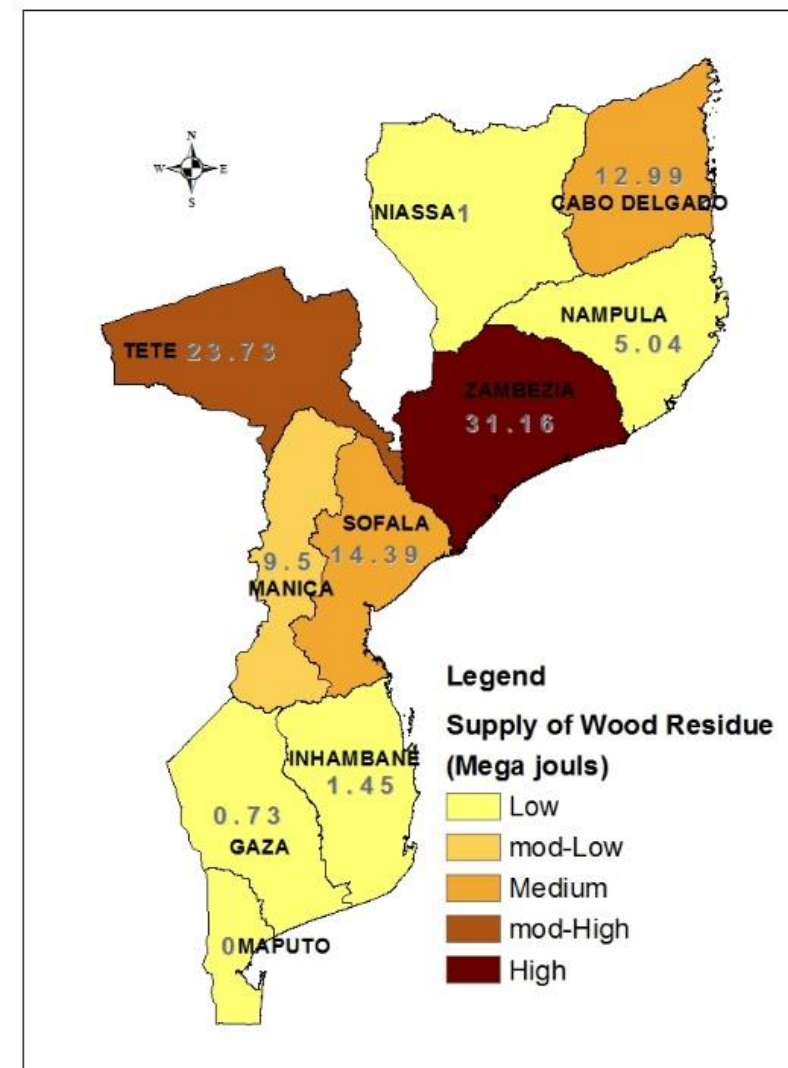 N
W E
S
12.99
CABO DELGADO
NIASSA 1
NAMPULA
5.04
TETE 23.73
ZAMBEZIA
31.16
SOFALA
14.39
9.5
MANICA
INHAMBANE
1.45
0.73
GAZA
0 MAPUTO
Legend
Supply of Wood Residue
(Mega jouls)
Low
mod-Low
Medium
mod-High
High